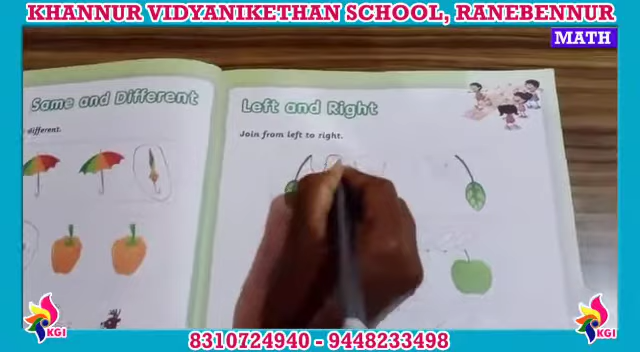 KHANNUR VIDYANIKETHAN SCHOOL, RANEBENNUR
MATH
Same and Different
different.
Left and Right
Join from left to right.
KGI
KGI
8310724940 - 9448233498